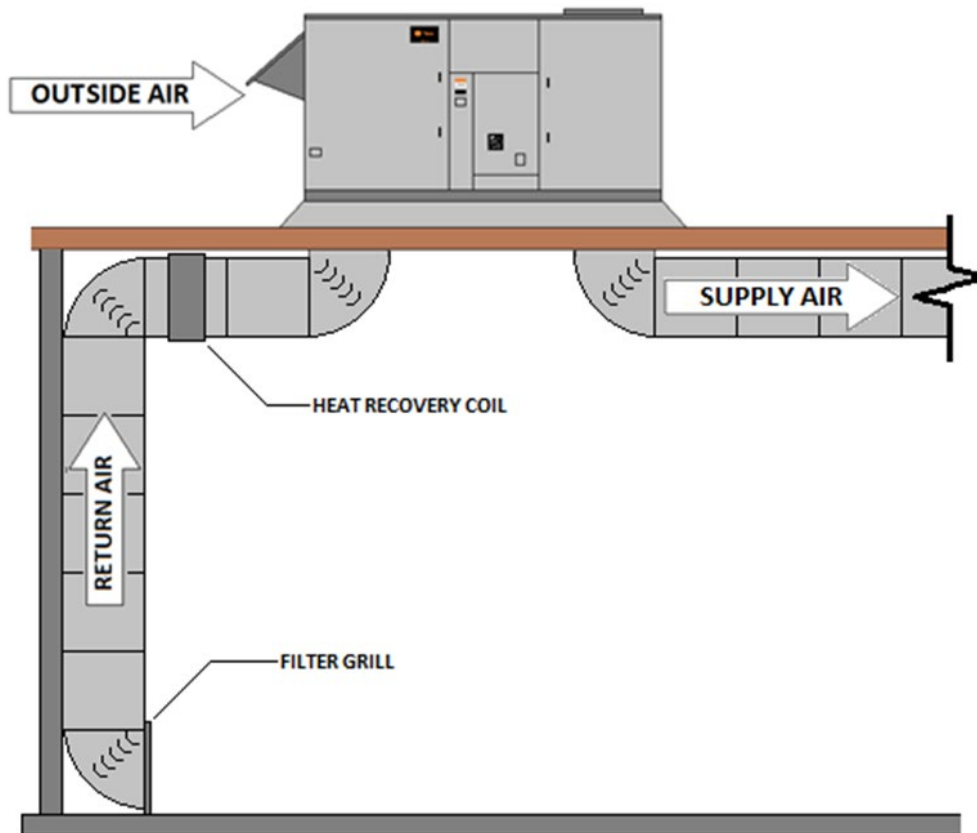 OUTSIDE AIR
SUPPLY AIR
HEAT RECOVERY COIL
RETURN AIR
FILTER GRILL